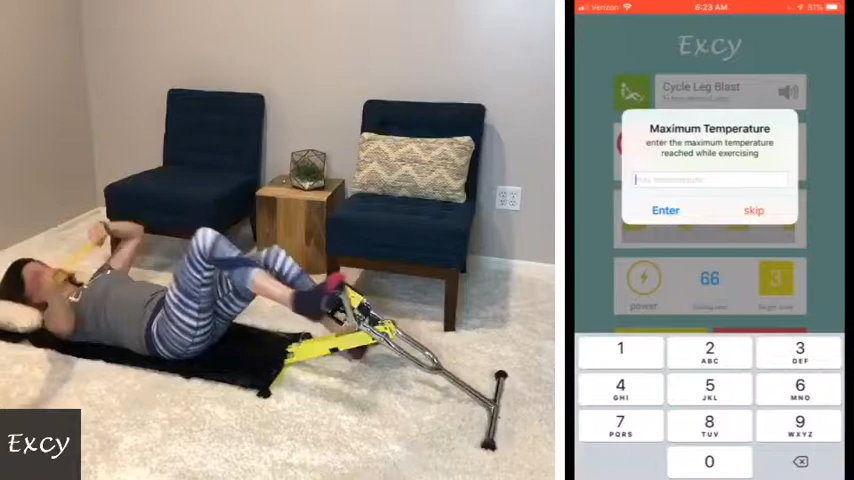 Excy
Verizon
6:23 AM
87%
Excy
Cycle Leg Blast
Maximum Temperature
enter the maximum temperature
reached while exercising
Enter
skip
power
66
3
1
2
ABC
3
DEF
4
GHI
5
JKL
6
MNO
7
PQRS
8
TUV
9
WXYZ
0